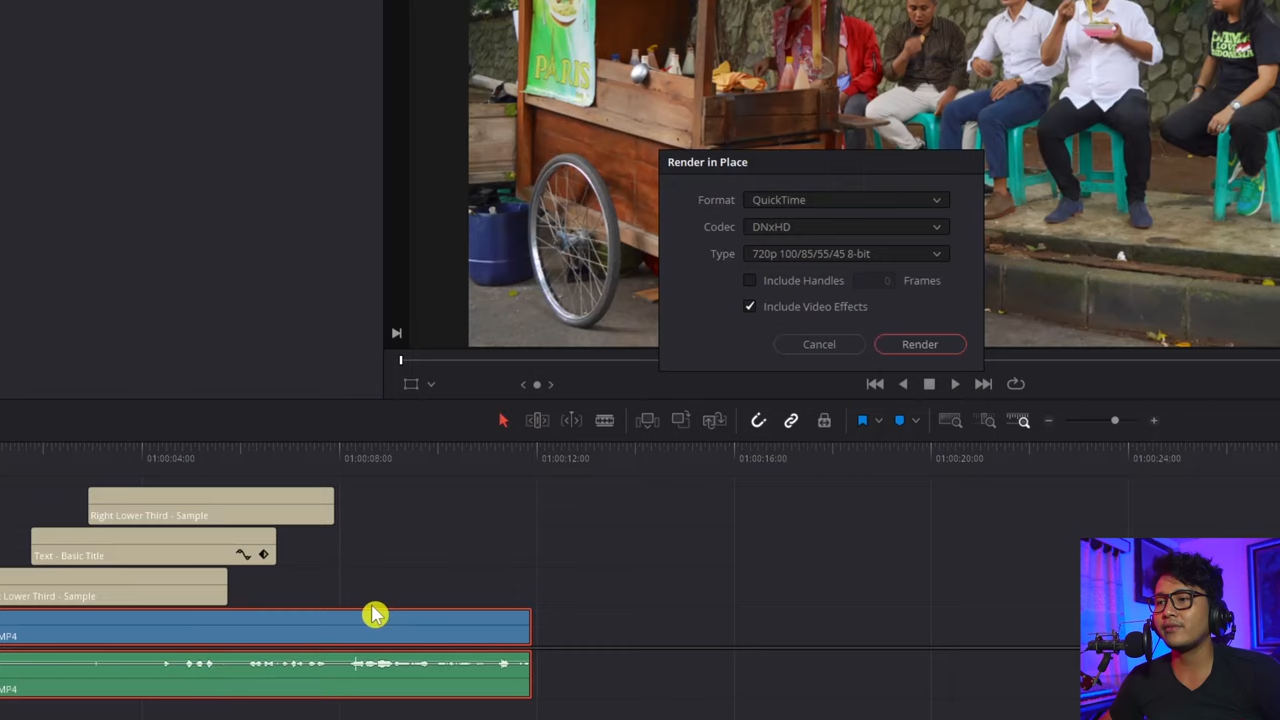 PARIS
I
LOVE
INDONESIA
Render in Place
Format QuickTime
Codec DNxHD
Type 720p 100/85/55/45 8-bit
Include Handles 0 Frames
Include Video Effects
Cancel Render
01:00:04:00 01:00:08:00 01:00:12:00 01:00:16:00 01:00:20:00 01:00:24:00
Right Lower Third - Sample
Text - Basic Title
Lower Third - Sample
MP4
MP4